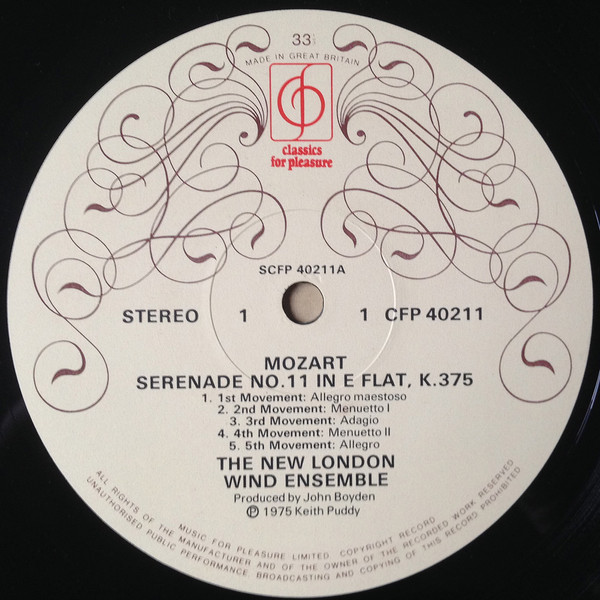 33⅓
MADE IN GREAT BRITAIN
classics
for pleasure
SCFP 40211A
STEREO 1 1 CFP 40211
MOZART
SERENADE NO.11 IN E FLAT, K.375
1. 1st Movement: Allegro maestoso
2. 2nd Movement: Menuetto I
3. 3rd Movement: Adagio
4. 4th Movement: Menuetto II
5. 5th Movement: Allegro
THE NEW LONDON
WIND ENSEMBLE
Produced by John Boyden
℗ 1975 Keith Puddy
MUSIC FOR PLEASURE LIMITED COPYRIGHT RECORD
ALL RIGHTS OF THE MANUFACTURER AND OF THE OWNER OF THE RECORDED WORK RESERVED
UNAUTHORISED PUBLIC PERFORMANCE BROADCASTING AND COPYING OF THIS RECORD PROHIBITED